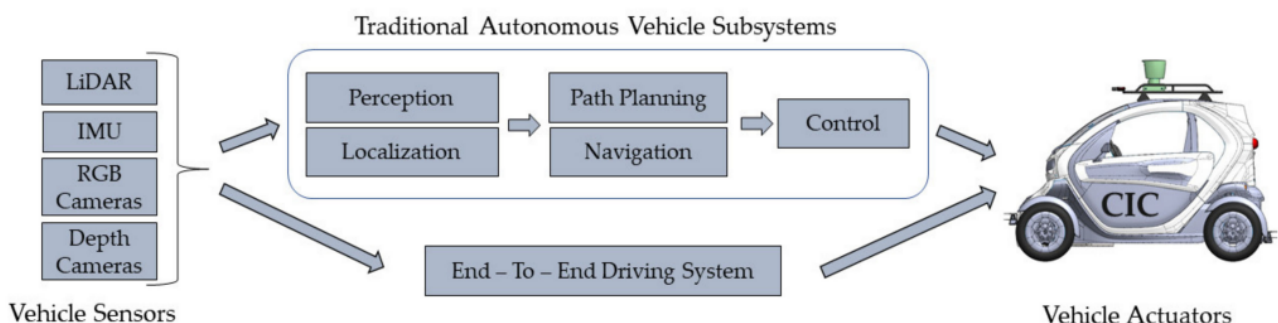 Traditional Autonomous Vehicle Subsystems
LiDAR
IMU
RGB
Cameras
Depth
Cameras
Vehicle Sensors
Perception
Localization
Path Planning
Navigation
Control
End – To – End Driving System
CIC
Vehicle Actuators